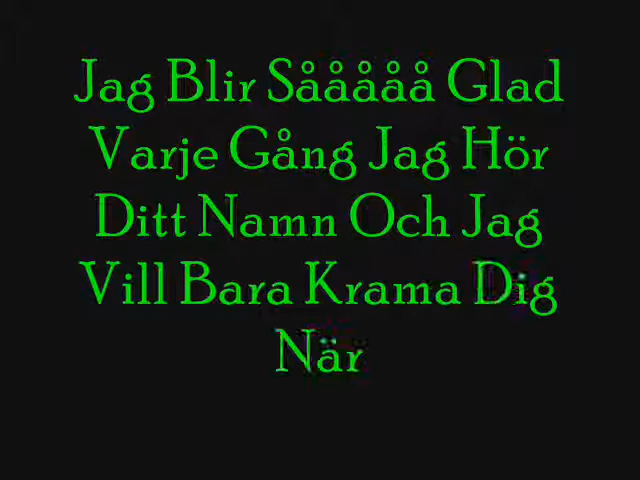 Jag Blir Sååååå Glad
Varje Gång Jag Hör
Ditt Namn Och Jag
Vill Bara Krama Dig
När